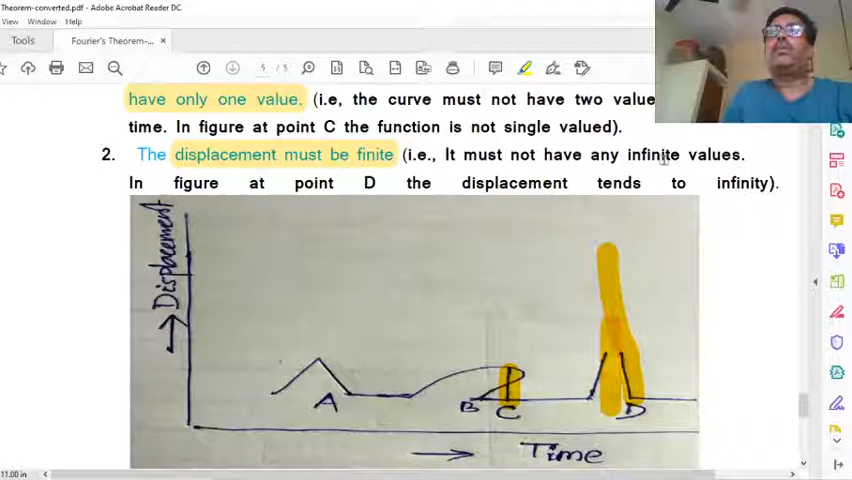 Theorem-converted.pdf - Adobe Acrobat Reader DC
Window Help
Tools Fourier's Theorem-... ×
5 / 5
have only one value. (i.e, the curve must not have two value
time. In figure at point C the function is not single valued).
2. The displacement must be finite (i.e., It must not have any infinite values.
In figure at point D the displacement tends to infinity).
Displacement
A
B
C
D
Time
11.00 in